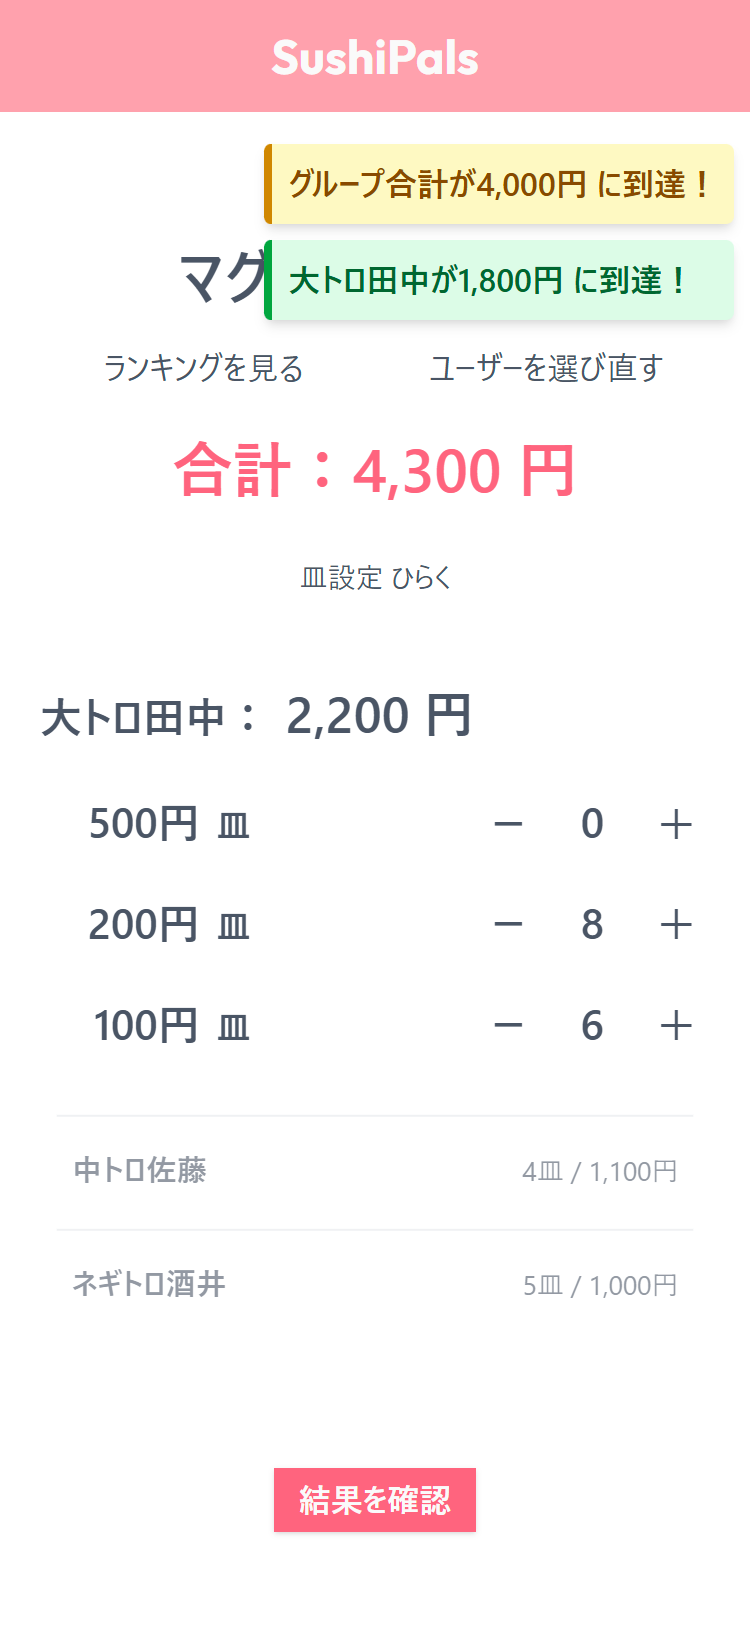 SushiPals
グループ合計が4,000円 に到達！
大トロ田中が1,800円 に到達！
ランキングを見る ユーザーを選び直す
合計：4,300 円
皿設定 ひらく
大トロ田中： 2,200 円
500円 皿 － 0 ＋
200円 皿 － 8 ＋
100円 皿 － 6 ＋
中トロ佐藤 4皿 / 1,100円
ネギトロ酒井 5皿 / 1,000円
結果を確認